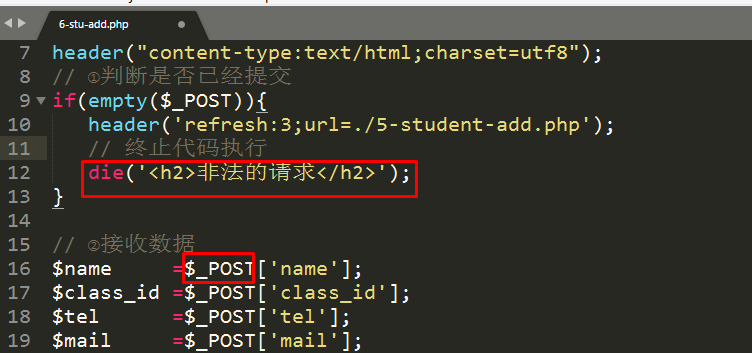 6-stu-add.php
7 header("content-type:text/html;charset=utf8");
8 // ①判断是否已经提交
9 if(empty($_POST)){
10 header('refresh:3;url=./5-student-add.php');
11 // 终止代码执行
12 die('<h2>非法的请求</h2>');
13 }
14
15 // ②接收数据
16 $name =$_POST['name'];
17 $class_id =$_POST['class_id'];
18 $tel =$_POST['tel'];
19 $mail =$_POST['mail'];